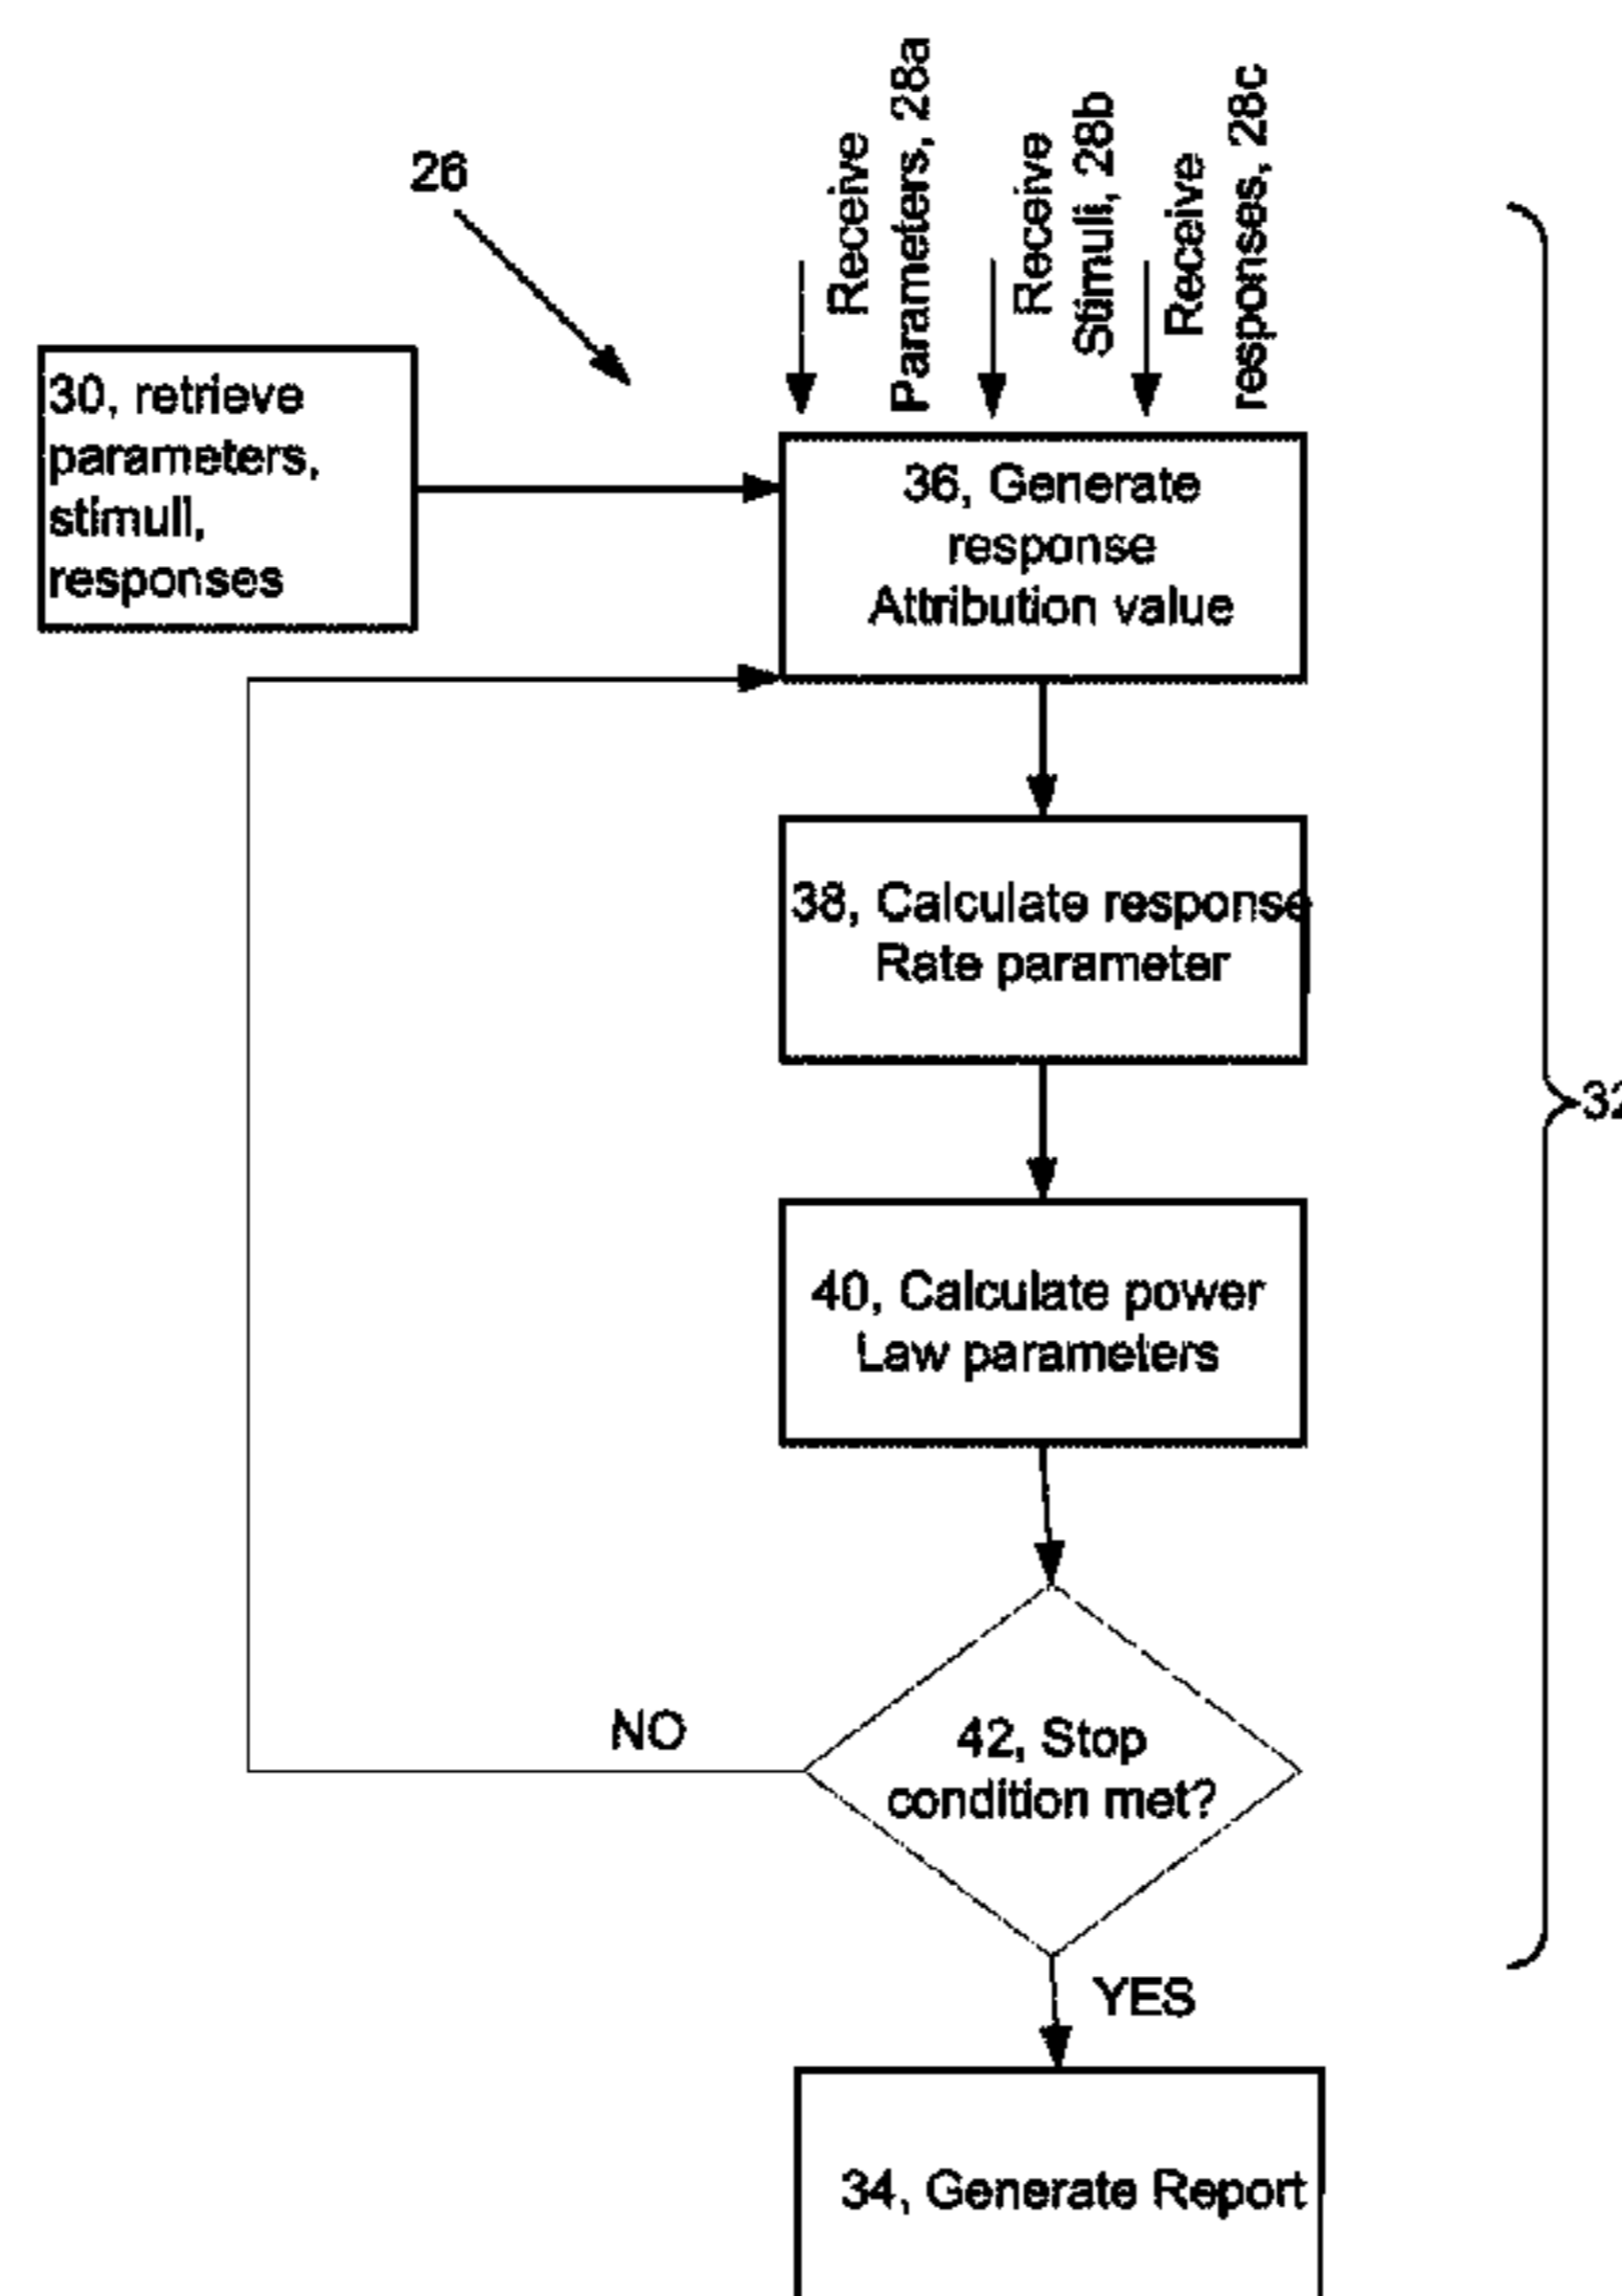 26
Receive
Parameters, 28a
Receive
Stimuli, 28b
Receive
responses, 28c
30, retrieve
parameters,
stimuli,
responses
36, Generate
response
Attribution value
38, Calculate response
Rate parameter
32
40, Calculate power
Law parameters
NO
42, Stop
condition met?
YES
34, Generate Report